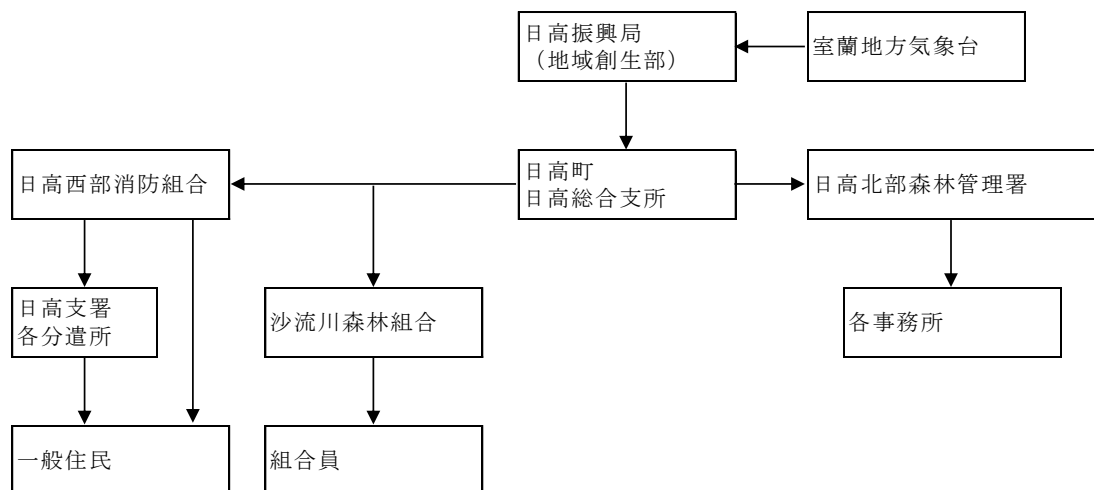 日高振興局
（地域創生部）
室蘭地方気象台
日高西部消防組合
日高町
日高総合支所
日高北部森林管理署
日高支署
各分遣所
沙流川森林組合
各事務所
一般住民
組合員